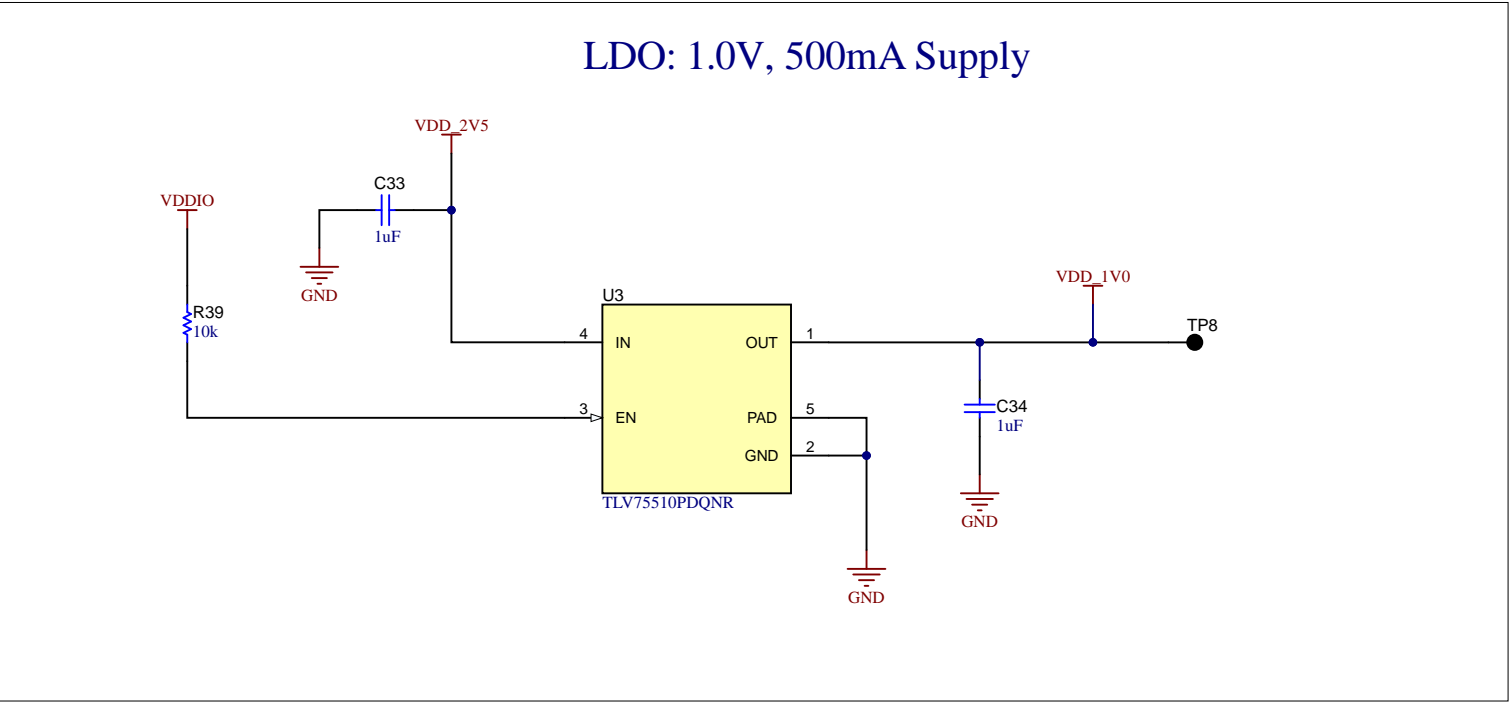 LDO: 1.0V, 500mA Supply
VDD_2V5
C33
1uF
GND
VDDIO
R39
10k
U3
4
IN
3
EN
OUT
1
PAD
5
GND
2
TLV75510PDQNR
GND
VDD_1V0
TP8
C34
1uF
GND